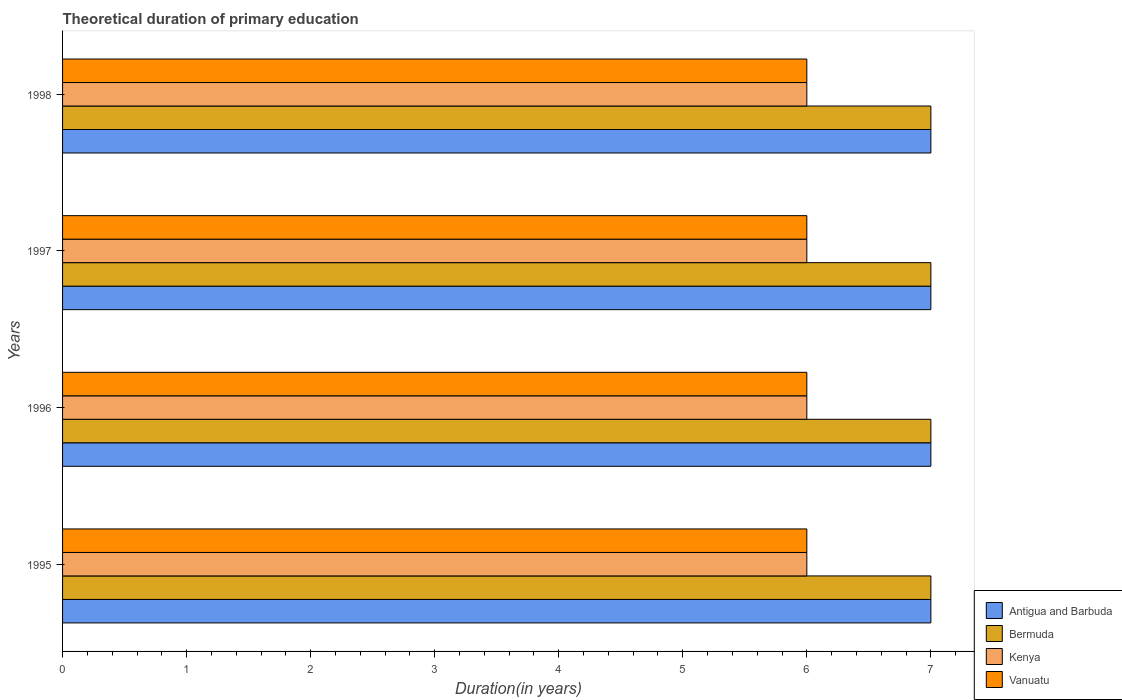 Theoretical duration of primary education
1998
1997
1996
1995
Years
0 1 2 3 4 5 6 7
Duration(in years)
Antigua and Barbuda
Bermuda
Kenya
Vanuatu